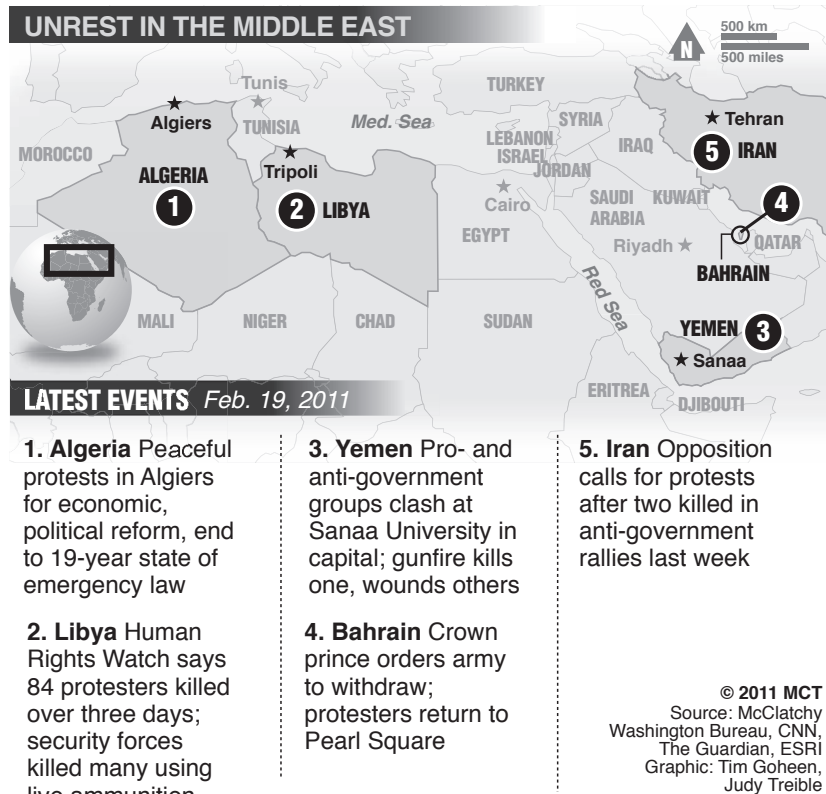 UNREST IN THE MIDDLE EAST
500 km
N
500 miles
Tunis
TURKEY
Algiers
TUNISIA
Med. Sea
SYRIA
Tehran
MOROCCO
LEBANON
ISRAEL
IRAQ
5 IRAN
ALGERIA
Tripoli
JORDAN
1
2 LIBYA
Cairo
SAUDI
ARABIA
KUWAIT
4
EGYPT
Riyadh
QATAR
BAHRAIN
Red Sea
MALI
NIGER
CHAD
SUDAN
YEMEN 3
Sanaa
ERITREA
DJIBOUTI
LATEST EVENTS Feb. 19, 2011
1. Algeria Peaceful
protests in Algiers
for economic,
political reform, end
to 19-year state of
emergency law
2. Libya Human
Rights Watch says
84 protesters killed
over three days;
security forces
killed many using
live ammunition
3. Yemen Pro- and
anti-government
groups clash at
Sanaa University in
capital; gunfire kills
one, wounds others
4. Bahrain Crown
prince orders army
to withdraw;
protesters return to
Pearl Square
5. Iran Opposition
calls for protests
after two killed in
anti-government
rallies last week
© 2011 MCT
Source: McClatchy
Washington Bureau, CNN,
The Guardian, ESRI
Graphic: Tim Goheen,
Judy Treible